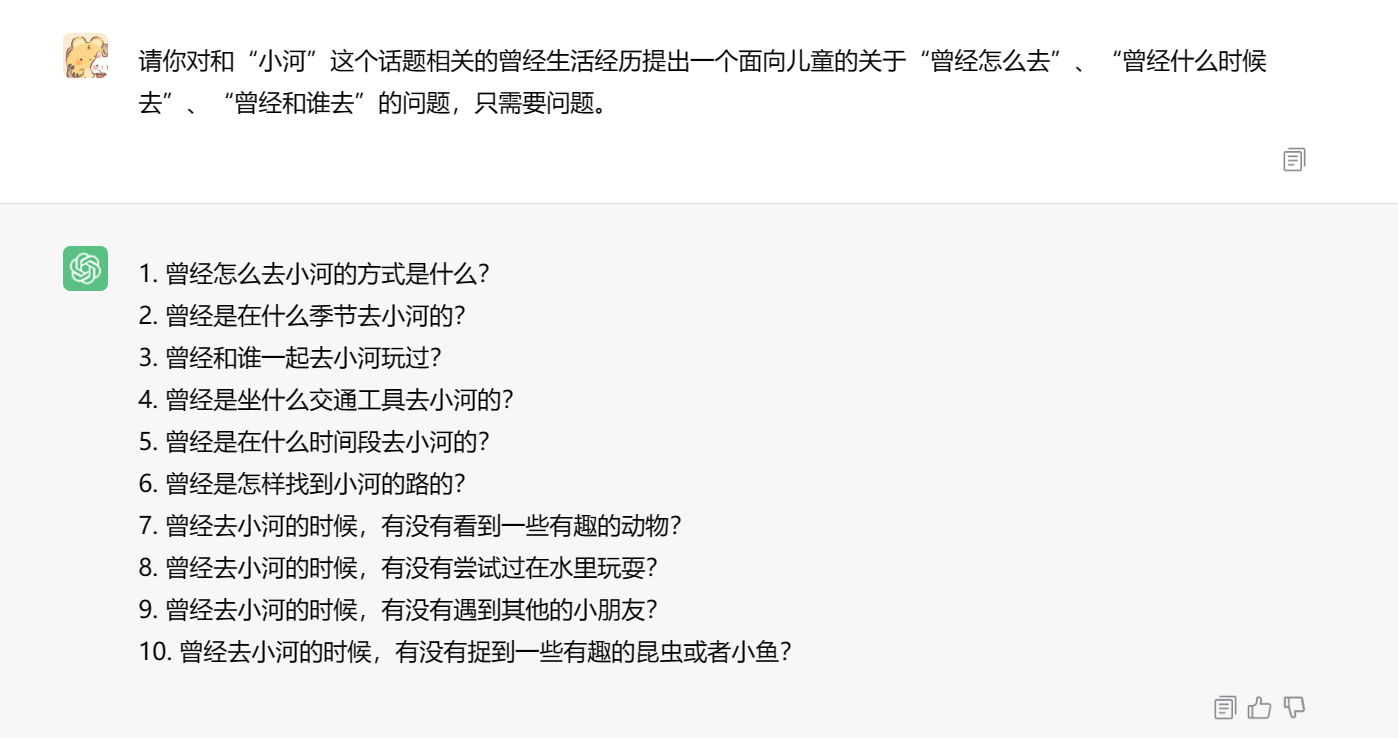 请你对和“小河”这个话题相关的曾经生活经历提出一个面向儿童的关于“曾经怎么去”、“曾经什么时候
去”、“曾经和谁去”的问题，只需要问题。
1. 曾经怎么去小河的方式是什么？
2. 曾经是在什么季节去小河的？
3. 曾经和谁一起去小河玩过？
4. 曾经是坐什么交通工具去小河的？
5. 曾经是在什么时间段去小河的？
6. 曾经是怎样找到小河的路的？
7. 曾经去小河的时候，有没有看到一些有趣的动物？
8. 曾经去小河的时候，有没有尝试过在水里玩耍？
9. 曾经去小河的时候，有没有遇到其他的小朋友？
10. 曾经去小河的时候，有没有捉到一些有趣的昆虫或者小鱼？